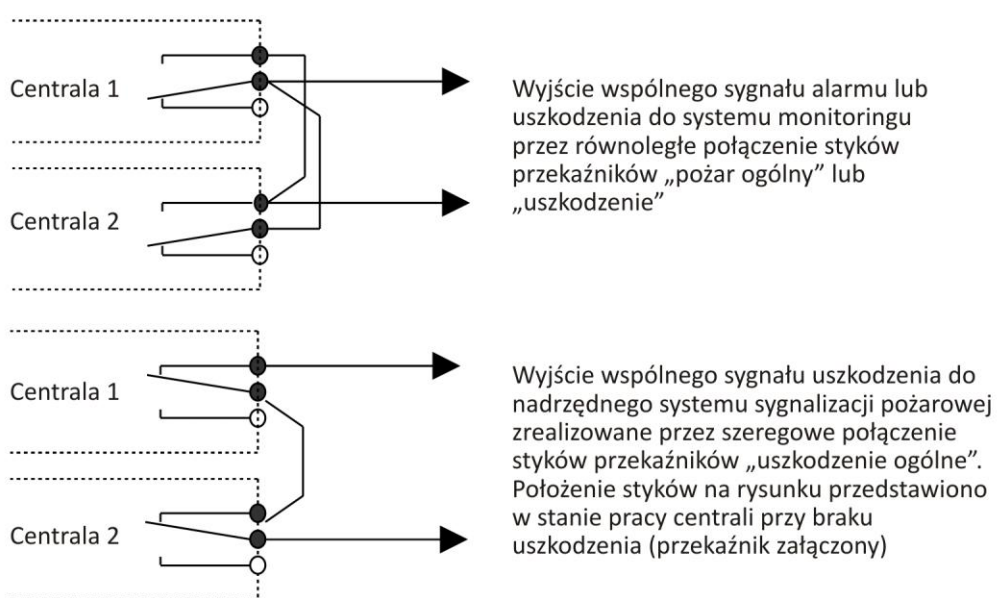 Centrala 1
Wyjście wspólnego sygnału alarmu lub
uszkodzenia do systemu monitoringu
przez równoległe połączenie styków
przekaźników „pożar ogólny” lub
„uszkodzenie”
Centrala 2
Centrala 1
Wyjście wspólnego sygnału uszkodzenia do
nadrzędnego systemu sygnalizacji pożarowej
zrealizowane przez szeregowe połączenie
styków przekaźników „uszkodzenie ogólne”.
Położenie styków na rysunku przedstawiono
w stanie pracy centrali przy braku
uszkodzenia (przekaźnik załączony)
Centrala 2